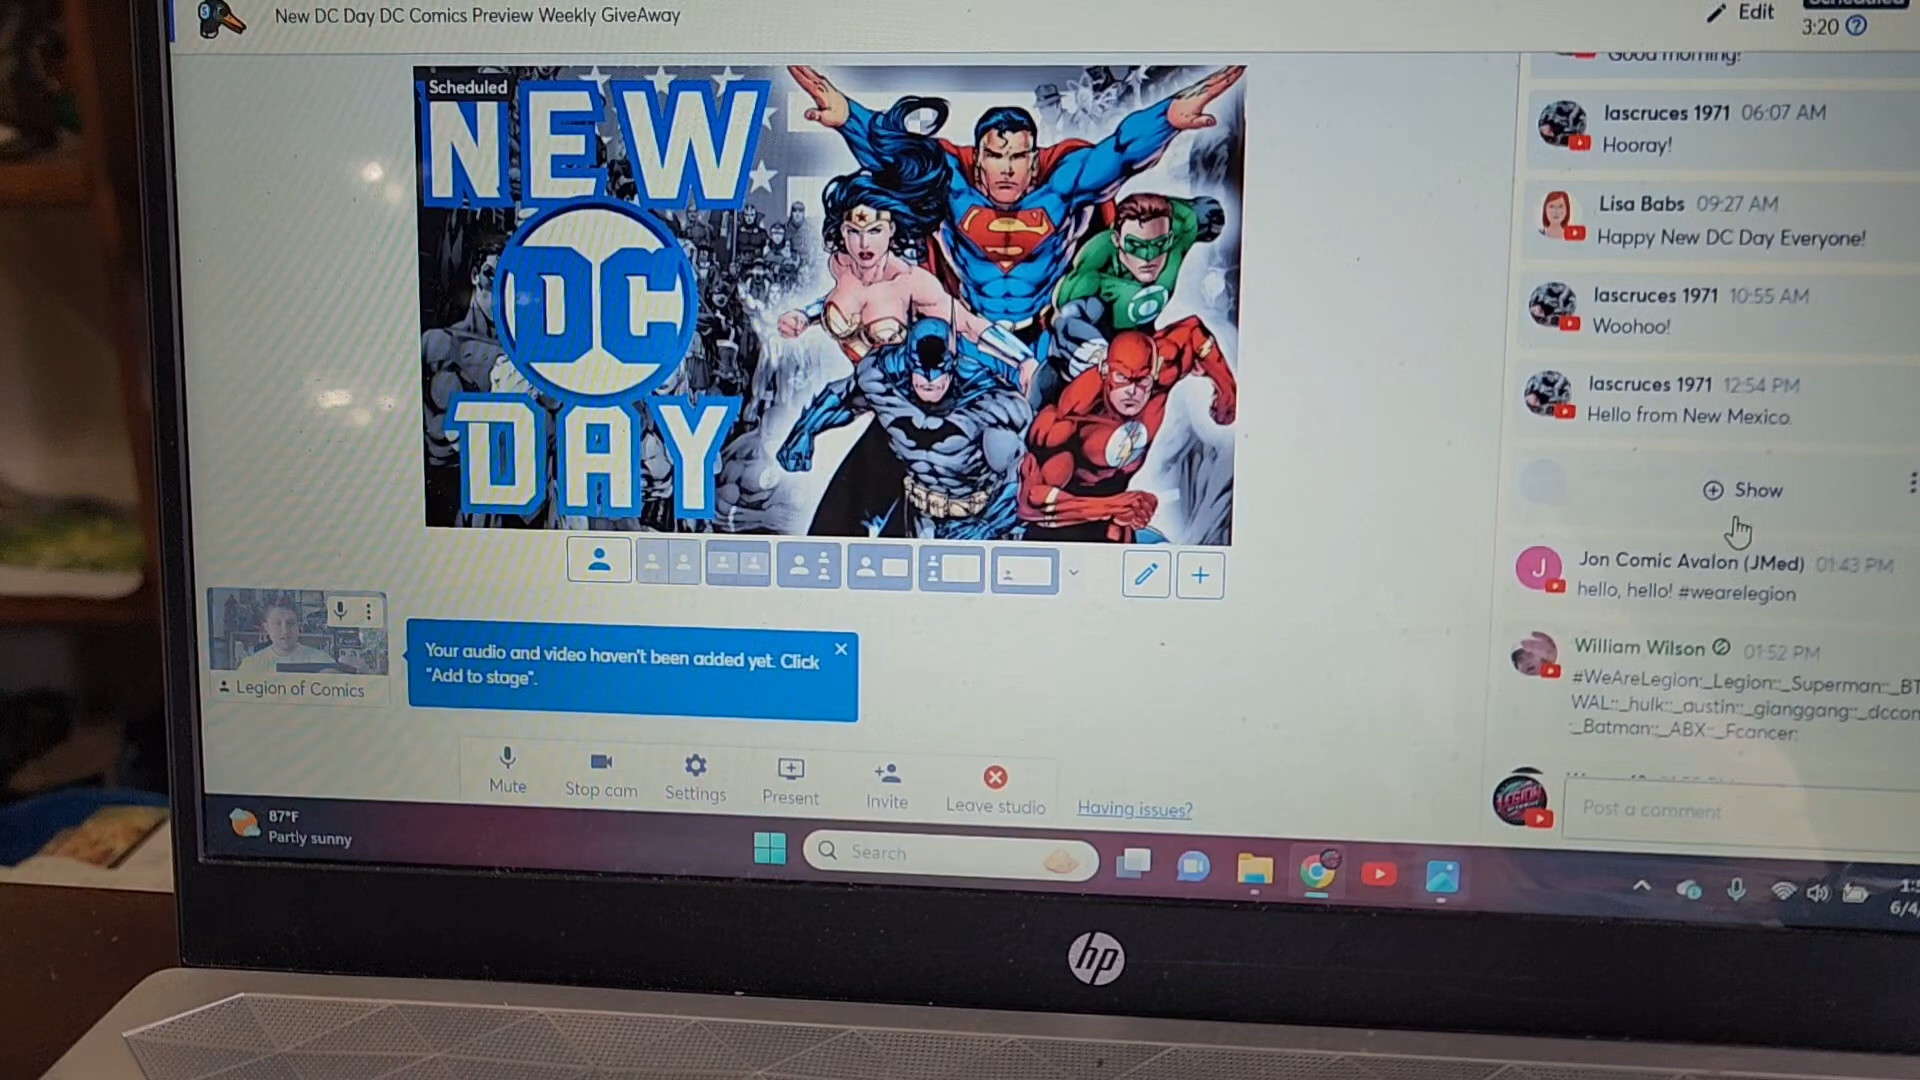 New DC Day DC Comics Preview Weekly GiveAway
Edit
3:20
Scheduled
NEW
DC
DAY
Good morning!
lascruces 1971 06:07 AM
Hooray!
Lisa Babs 09:27 AM
Happy New DC Day Everyone!
lascruces 1971 10:55 AM
Woohoo!
lascruces 1971 12:54 PM
Hello from New Mexico
Show
Jon Comic Avalon (JMed) 01:43 PM
hello, hello! #wearelegion
William Wilson 01:52 PM
#WeAreLegion:_Legion::_Superman::_BT
WAL::_hulk::_austin::_gianggang::_dccon
:_Batman::_ABX::_Fcancer:
Post a comment
Legion of Comics
Your audio and video haven't been added yet. Click
"Add to stage".
Mute
Stop cam
Settings
Present
Invite
Leave studio
Having issues?
87°F
Partly sunny
Search
6/4
hp